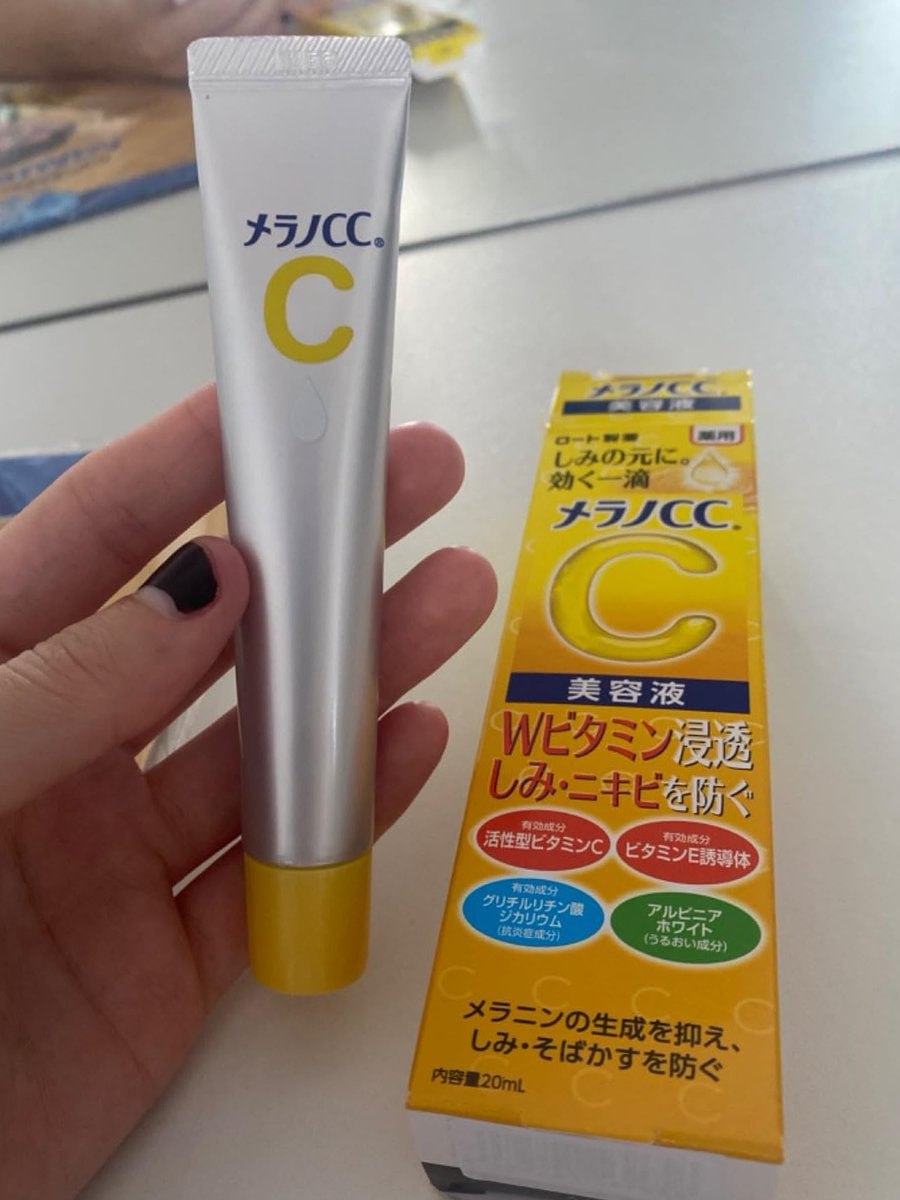 メラノCC®
C
メラノCC®
美容液
ロート製薬
薬用
しみの元に。
効く一滴
メラノCC®
C
美容液
Wビタミン浸透
しみ・ニキビを防ぐ
有効成分
活性型ビタミンC
有効成分
ビタミンE誘導体
有効成分
グリチルリチン酸
ジカリウム
(抗炎症成分)
アルピニア
ホワイト
(うるおい成分)
メラニンの生成を抑え、
しみ・そばかすを防ぐ
内容量20mL